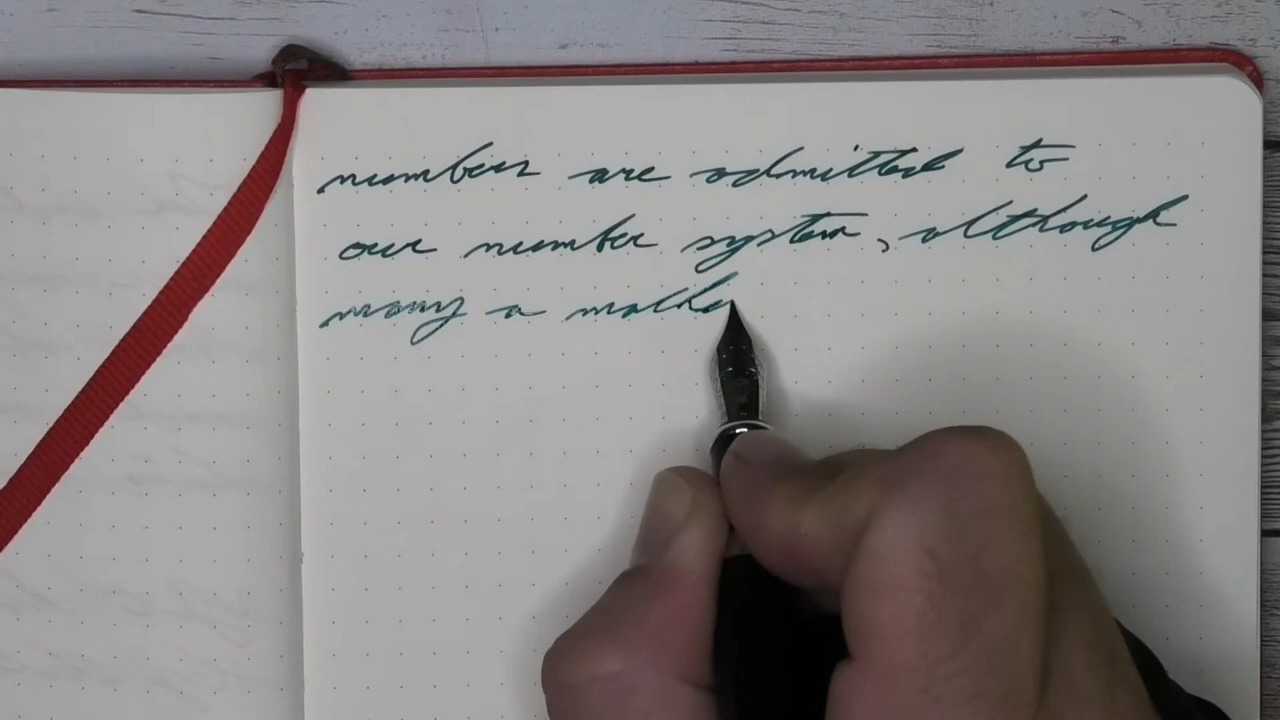 numbers are admitted to
our number system, although
many a mathe